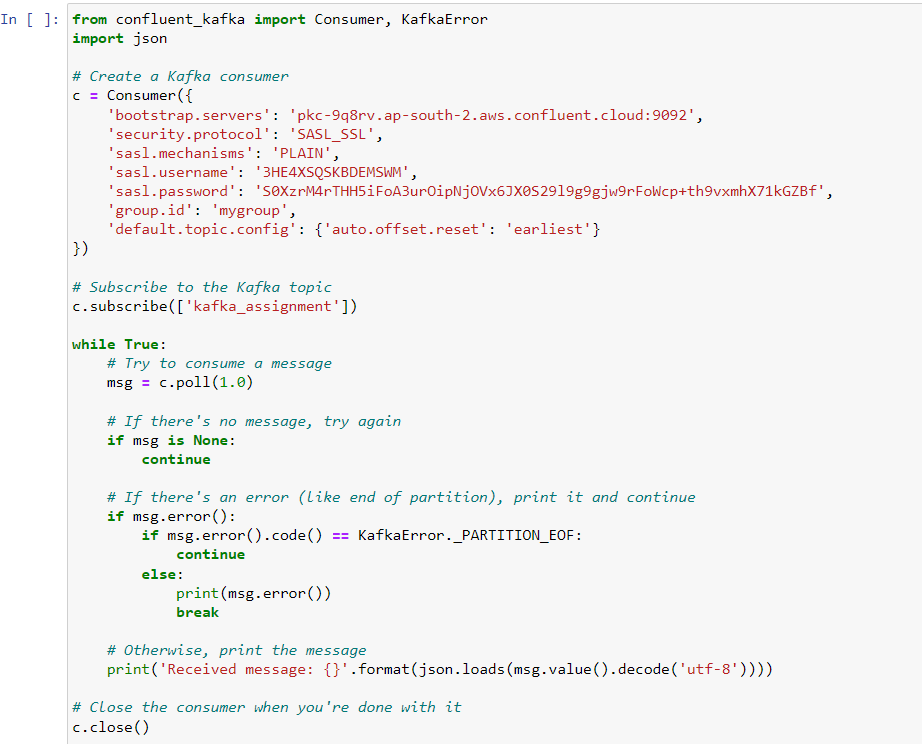 In [ ]: from confluent_kafka import Consumer, KafkaError
import json
# Create a Kafka consumer
c = Consumer({
'bootstrap.servers': 'pkc-9q8rv.ap-south-2.aws.confluent.cloud:9092',
'security.protocol': 'SASL_SSL',
'sasl.mechanisms': 'PLAIN',
'sasl.username': '3HE4XSQSKBDEMSWM',
'sasl.password': 'S0XzrM4rTHH5iFoA3urOipNjOVx6JX0S29l9g9gjw9rFoWcp+th9vxmhX71kGZBf',
'group.id': 'mygroup',
'default.topic.config': {'auto.offset.reset': 'earliest'}
})
# Subscribe to the Kafka topic
c.subscribe(['kafka_assignment'])
while True:
# Try to consume a message
msg = c.poll(1.0)
# If there's no message, try again
if msg is None:
continue
# If there's an error (like end of partition), print it and continue
if msg.error():
if msg.error().code() == KafkaError._PARTITION_EOF:
continue
else:
print(msg.error())
break
# Otherwise, print the message
print('Received message: {}'.format(json.loads(msg.value().decode('utf-8'))))
# Close the consumer when you're done with it
c.close()